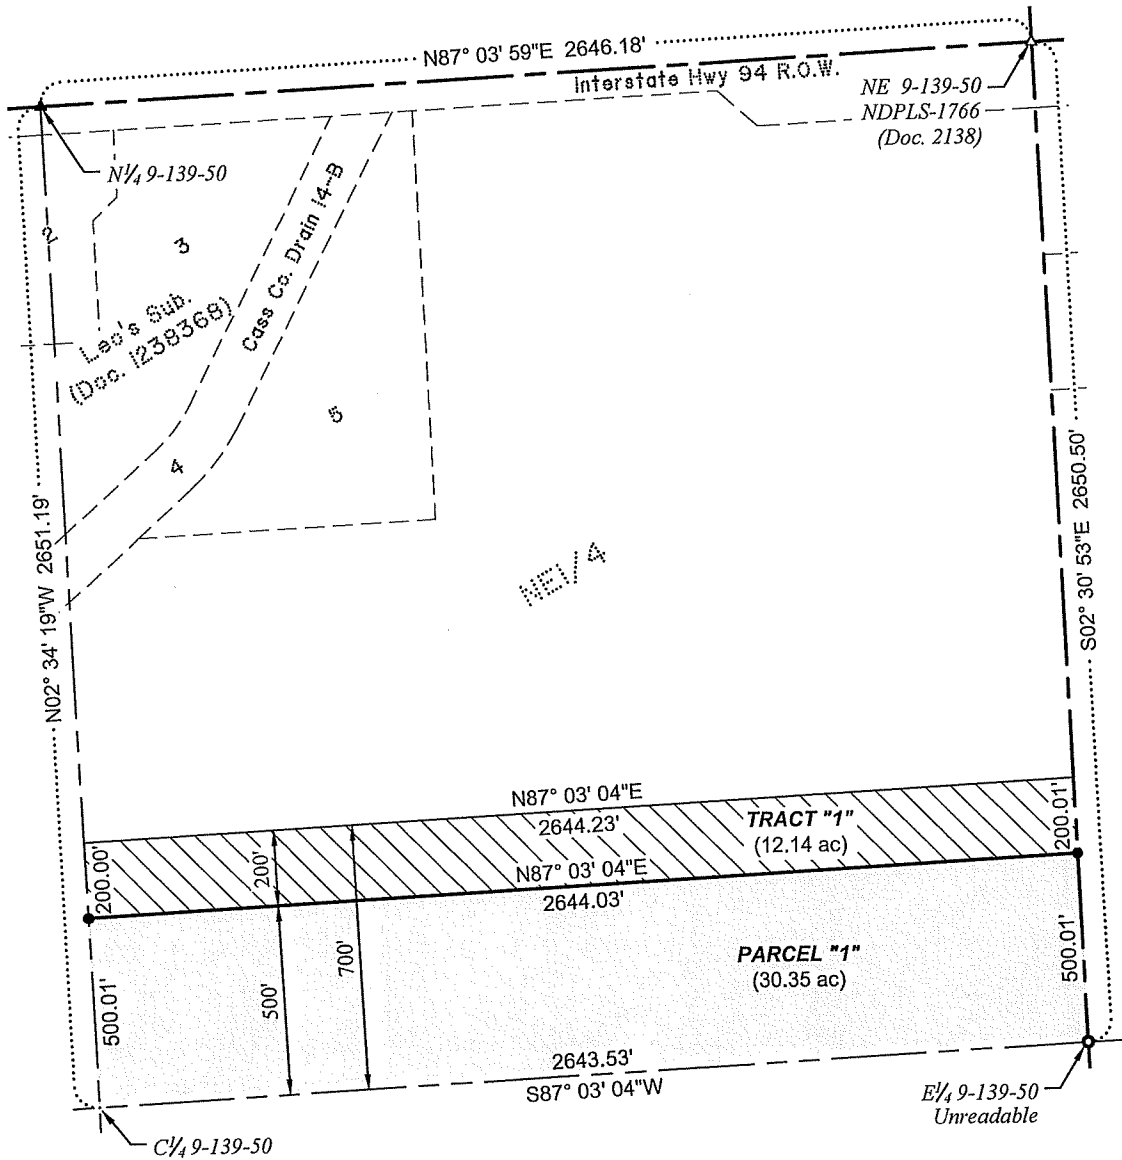 N87° 03' 59"E 2646.18'
Interstate Hwy 94 R.O.W.
NE 9-139-50
NDPLS-1766
(Doc. 2138)
N1/4 9-139-50
2
3
Cass Co. Drain 14-B
Leo's Sub.
(Doc. 1238368)
5
4
N02° 34' 19"W 2651.19'
S02° 30' 53"E 2650.50'
NE1/4
N87° 03' 04"E
2644.23'
TRACT "1"
(12.14 ac)
200.01'
200.00'
200'
N87° 03' 04"E
2644.03'
PARCEL "1"
(30.35 ac)
700'
500'
500.01'
500.01'
2643.53'
S87° 03' 04"W
E1/4 9-139-50
Unreadable
C1/4 9-139-50